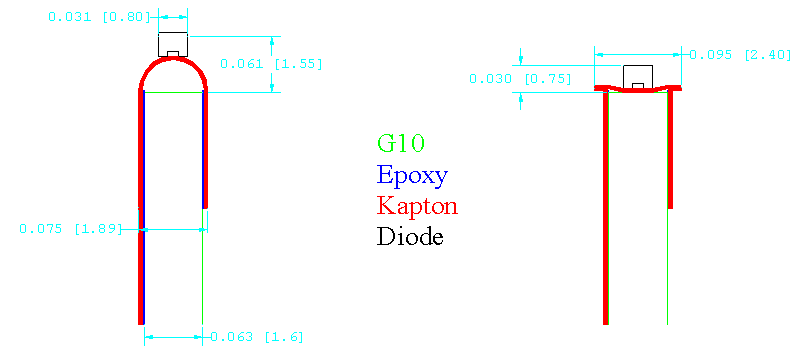 0.031 [0.80]
0.061 [1.55]
0.095 [2.40]
0.030 [0.75]
G10
Epoxy
Kapton
Diode
0.075 [1.89]
0.063 [1.6]